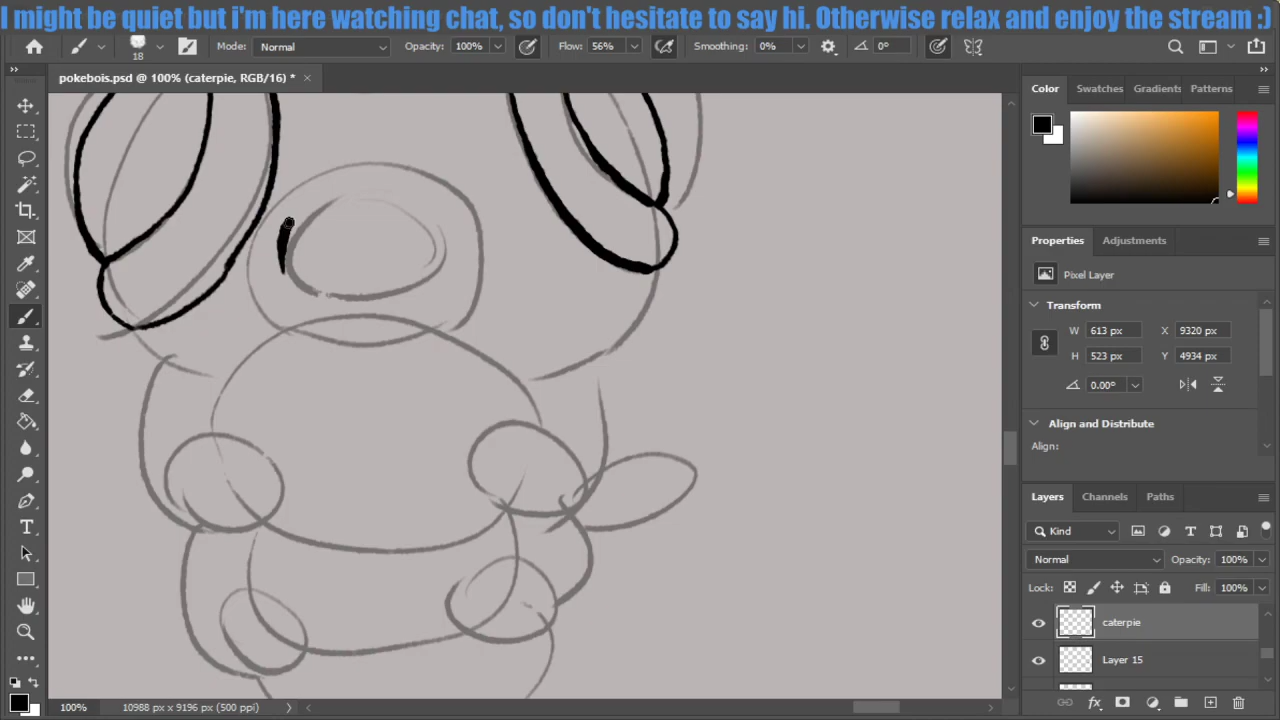 I might be quiet but i'm here watching chat, so don't hesitate to say hi. Otherwise relax and enjoy the stream :)
18
Mode: Normal
Opacity: 100%
Flow: 56%
Smoothing: 0%
0°
pokebois.psd @ 100% (caterpie, RGB/16) *
Color Swatches Gradients Patterns
Properties Adjustments
Pixel Layer
Transform
W 613 px X 9320 px
H 523 px Y 4934 px
0.00°
Align and Distribute
Align:
Layers Channels Paths
Kind
Normal Opacity: 100%
Lock: Fill: 100%
caterpie
Layer 15
100% 10988 px x 9196 px (500 ppi)